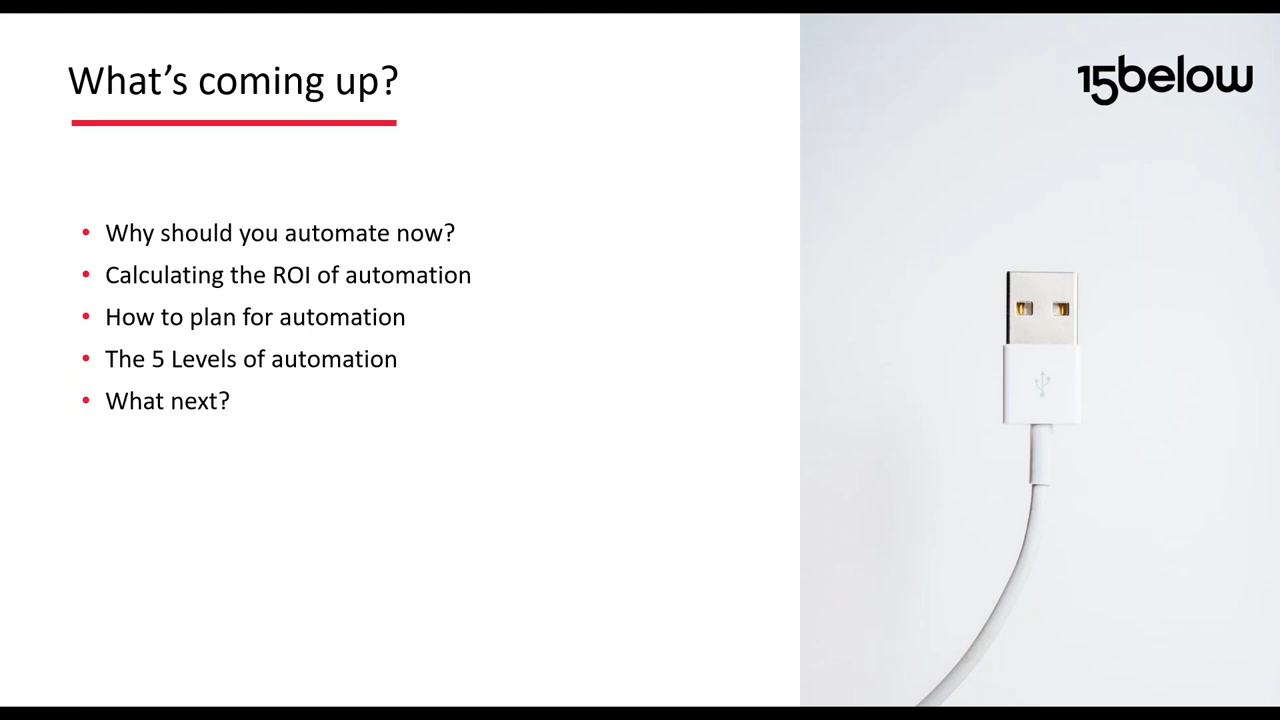 What’s coming up?
15below
• Why should you automate now?
• Calculating the ROI of automation
• How to plan for automation
• The 5 Levels of automation
• What next?